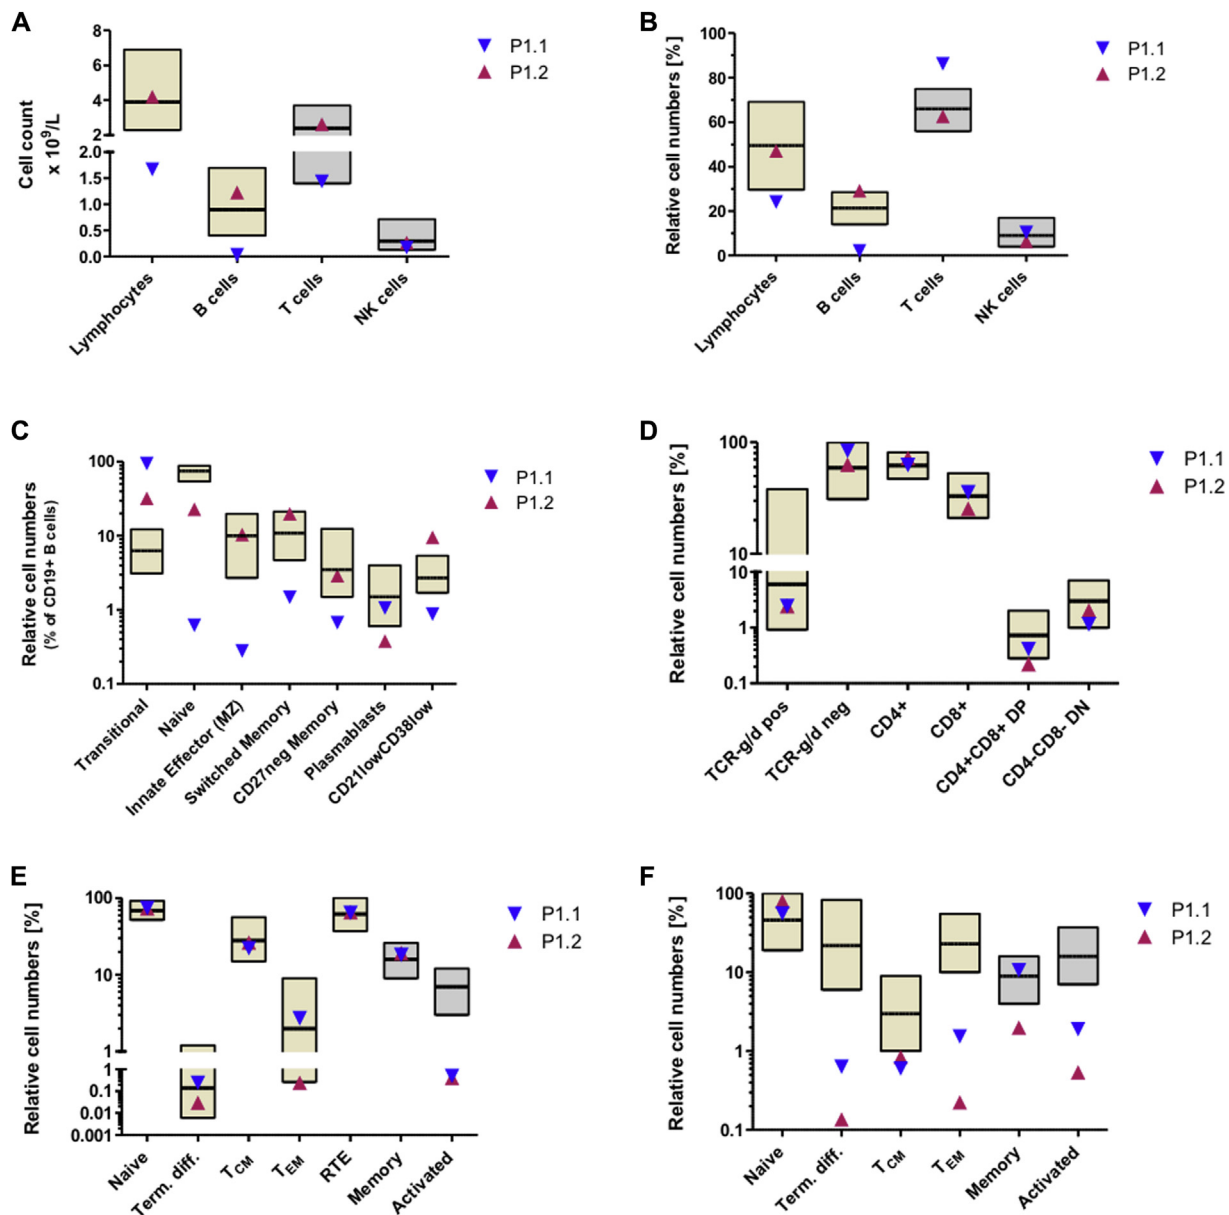 A
Cell count
x 10⁹/L
8
6
4
2
2.0
1.5
1.0
0.5
0.0
Lymphocytes
B cells
T cells
NK cells
P1.1
P1.2
B
Relative cell numbers [%]
100
80
60
40
20
0
Lymphocytes
B cells
T cells
NK cells
P1.1
P1.2
C
Relative cell numbers
(% of CD19+ B cells)
100
10
1
0.1
Transitional
Naive
Innate Effector (MZ)
Switched Memory
CD27neg Memory
Plasmablasts
CD21lowCD38low
P1.1
P1.2
D
Relative cell numbers [%]
100
10
10
1
0.1
TCR-g/d pos
TCR-g/d neg
CD4+
CD8+
CD4+CD8+ DP
CD4-CD8- DN
P1.1
P1.2
E
Relative cell numbers [%]
100
10
1
1
0.1
0.01
0.001
Naive
Term. diff.
TCM
TEM
RTE
Memory
Activated
P1.1
P1.2
F
Relative cell numbers [%]
100
10
1
0.1
Naive
Term. diff.
TCM
TEM
Memory
Activated
P1.1
P1.2